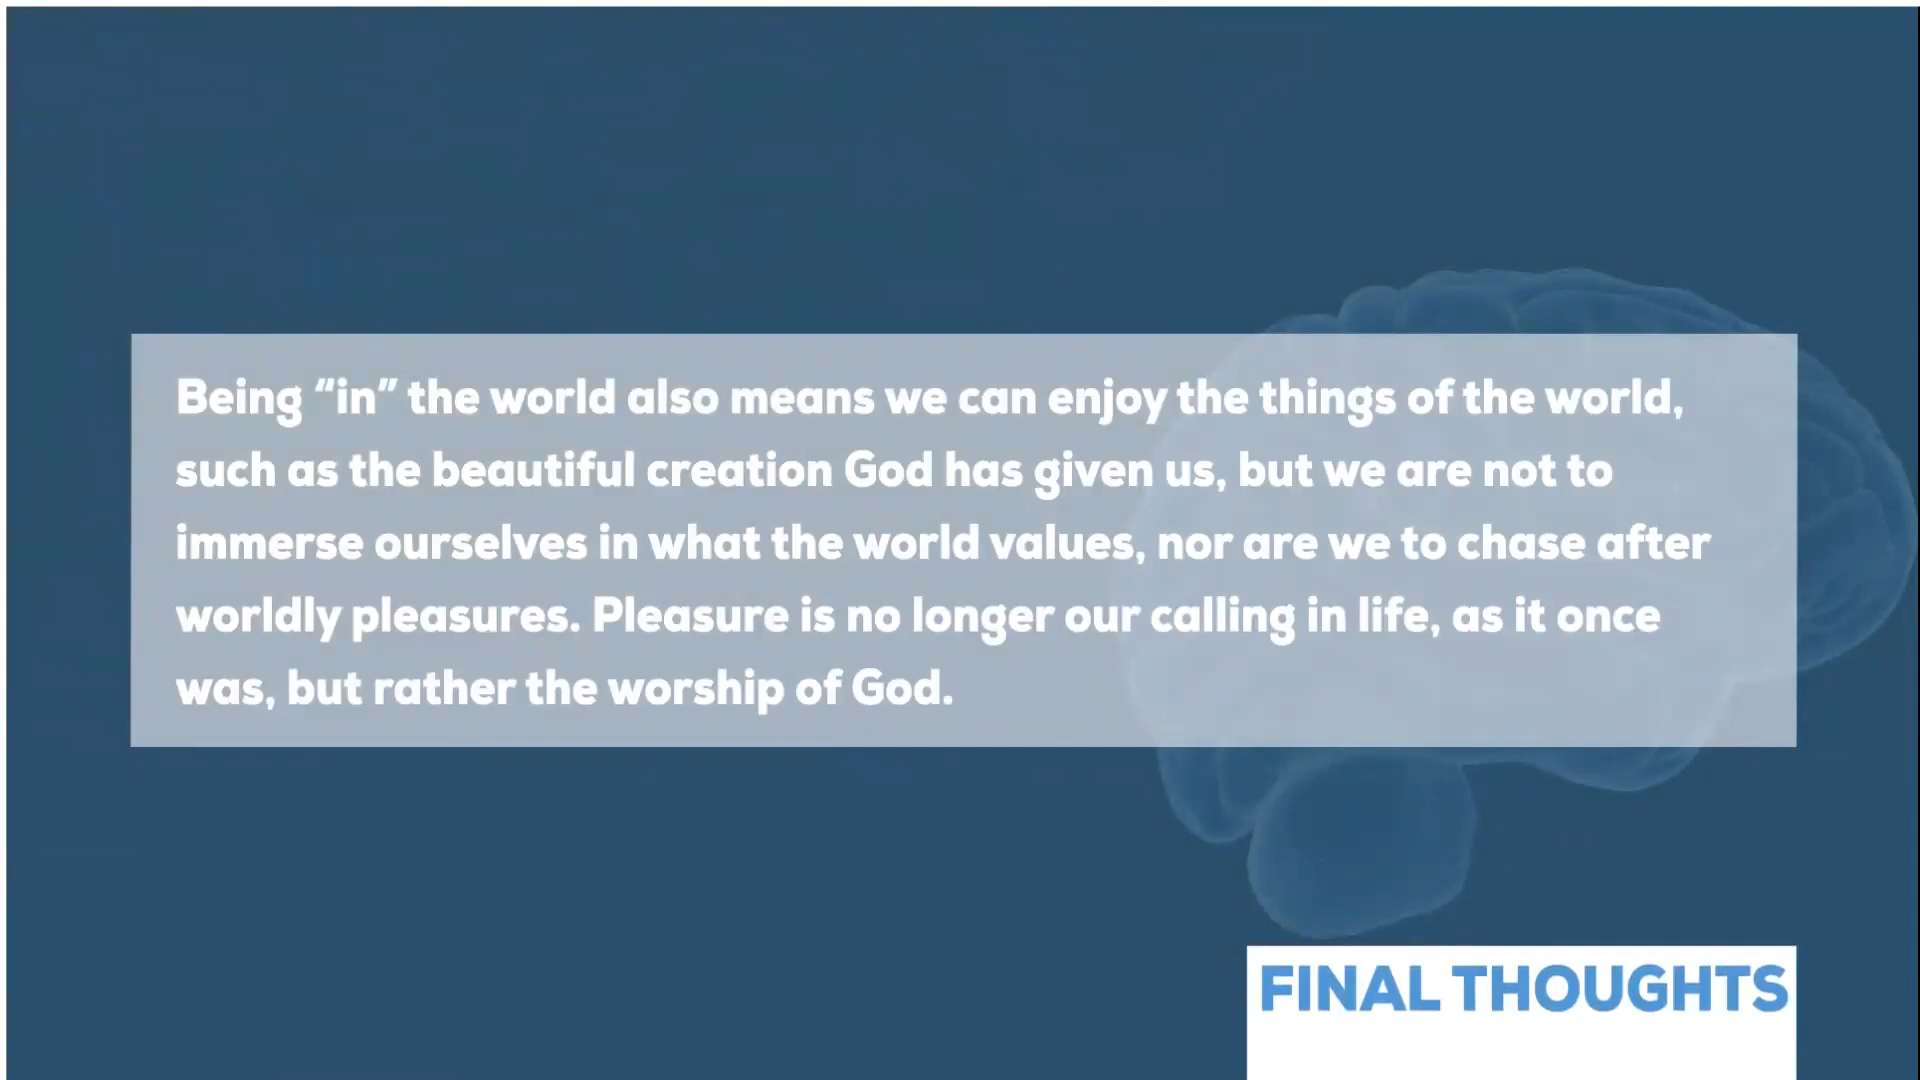 Being “in” the world also means we can enjoy the things of the world,
such as the beautiful creation God has given us, but we are not to
immerse ourselves in what the world values, nor are we to chase after
worldly pleasures. Pleasure is no longer our calling in life, as it once
was, but rather the worship of God.
FINAL THOUGHTS